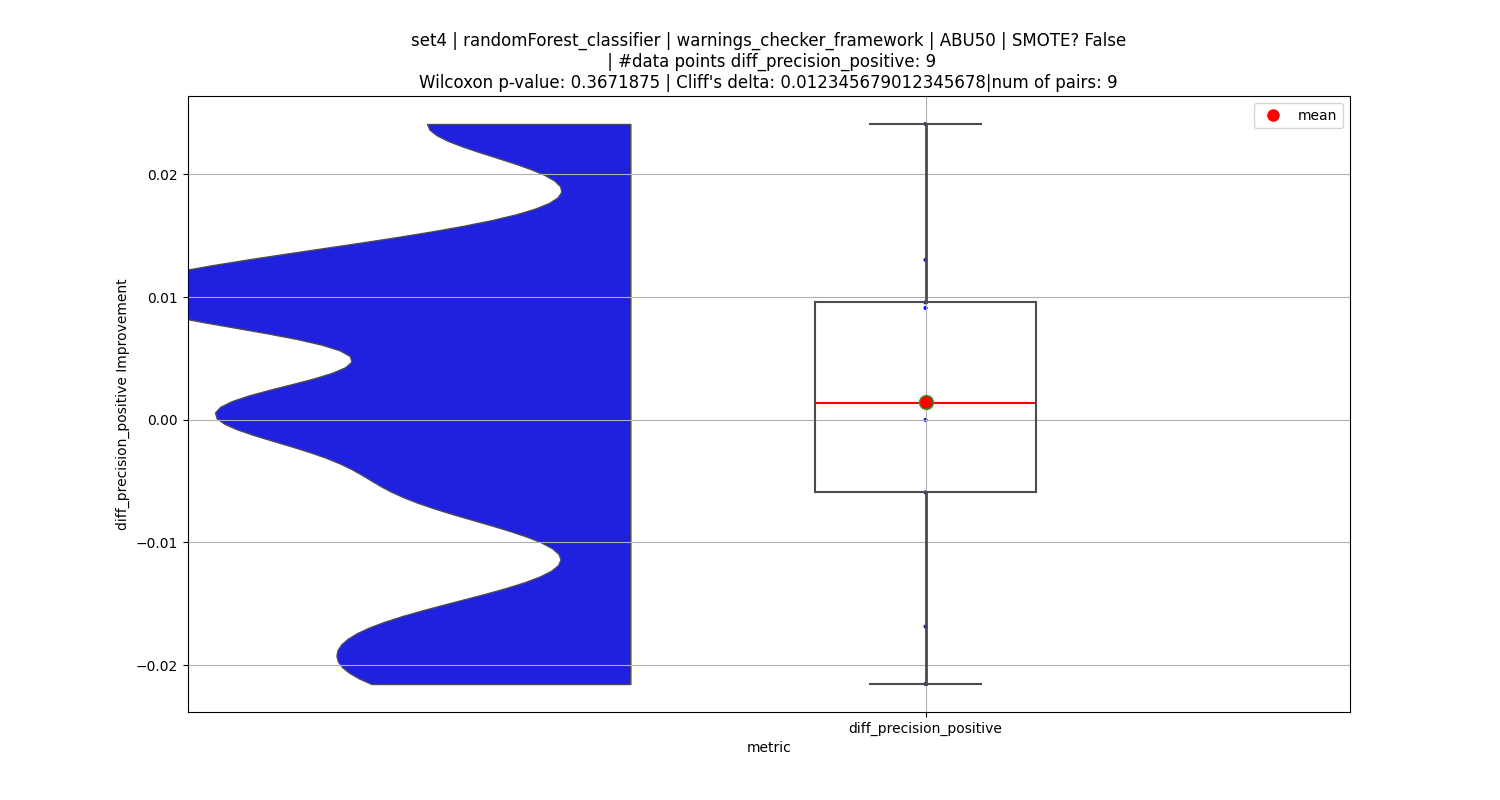 set4 | randomForest_classifier | warnings_checker_framework | ABU50 | SMOTE? False
| #data points diff_precision_positive: 9
Wilcoxon p-value: 0.3671875 | Cliff's delta: 0.012345679012345678|num of pairs: 9
mean
0.02
0.01
0.00
−0.01
−0.02
diff_precision_positive Improvement
diff_precision_positive
metric